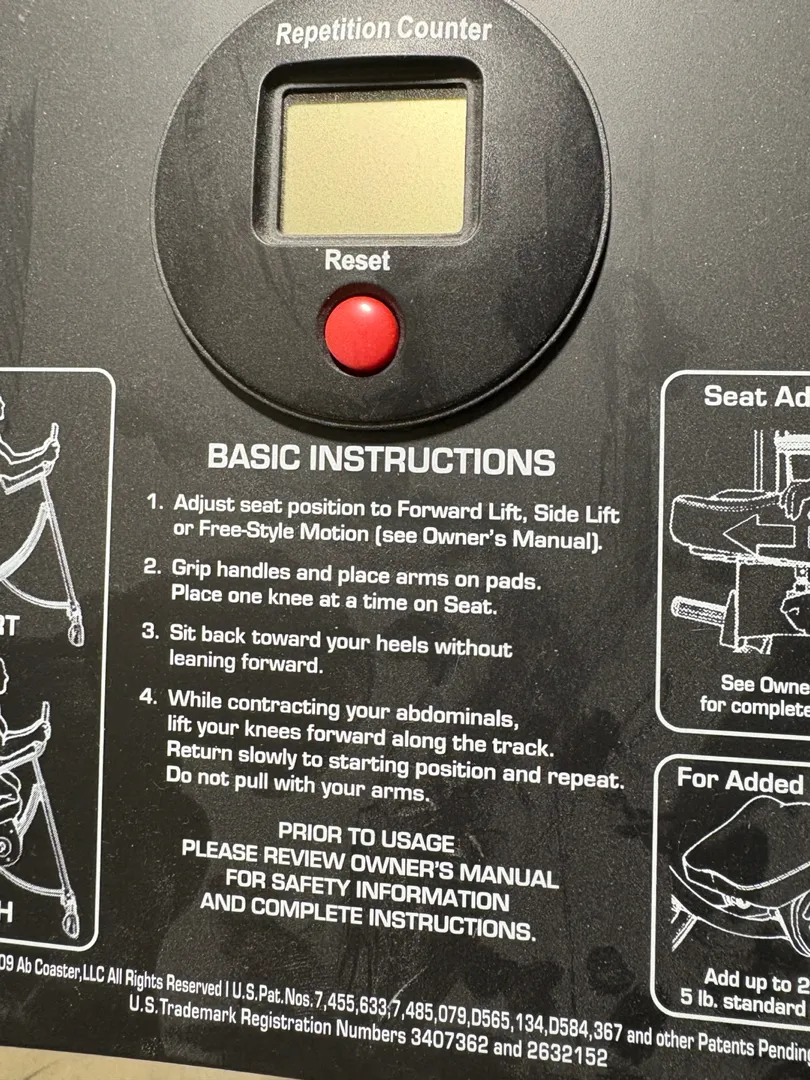 Repetition Counter
Reset
BASIC INSTRUCTIONS
1. Adjust seat position to Forward Lift, Side Lift
or Free-Style Motion (see Owner's Manual).
2. Grip handles and place arms on pads.
Place one knee at a time on Seat.
3. Sit back toward your heels without
leaning forward.
4. While contracting your abdominals,
lift your knees forward along the track.
Return slowly to starting position and repeat.
Do not pull with your arms.
PRIOR TO USAGE
PLEASE REVIEW OWNER'S MANUAL
FOR SAFETY INFORMATION
AND COMPLETE INSTRUCTIONS.
RT
H
Seat Ad
See Owne
for complete
For Added
Add up to 2
5 lb. standard
09 Ab Coaster,LLC All Rights Reserved | U.S.Pat.Nos.7,455,633;7,485,079,D565,134,D584,367 and other Patents Pending
U.S.Trademark Registration Numbers 3407362 and 2632152